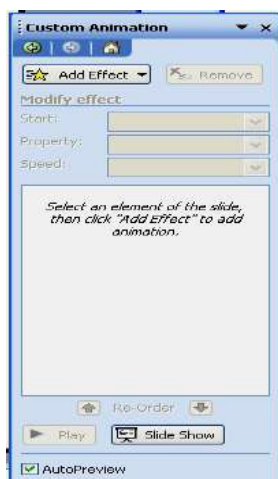 Custom Animation
Add Effect Remove
Modify effect
Start:
Property:
Speed:
Select an element of the slide,
then click "Add Effect" to add
animation.
Re-Order
Play Slide Show
AutoPreview